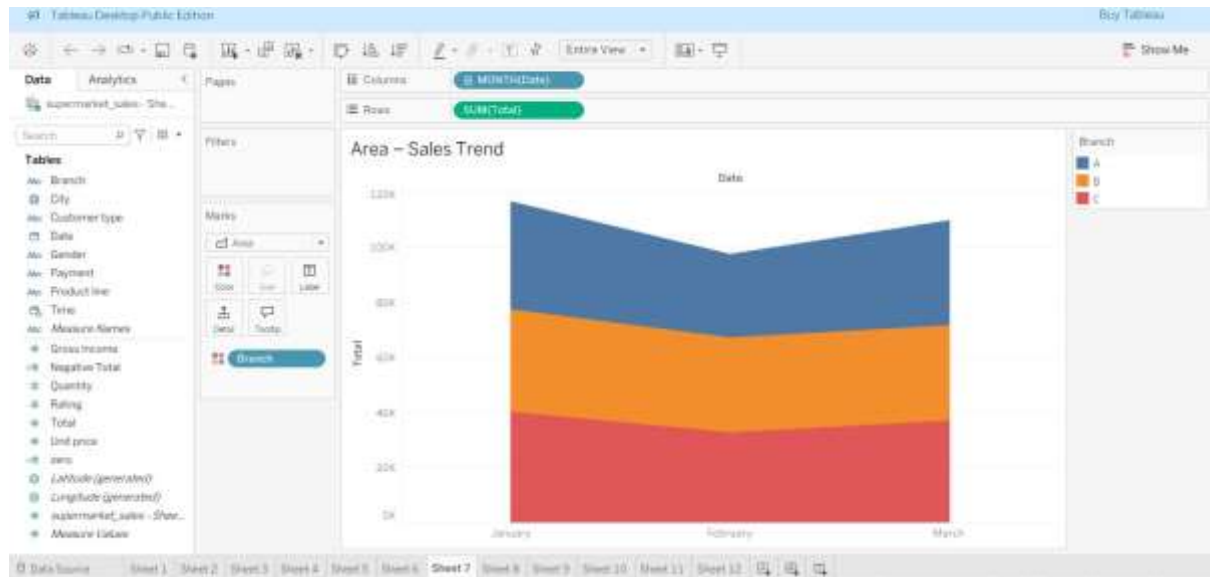 Tableau Desktop Public Edition
Buy Tableau
Entire View
Show Me
Data
Analytics
Pages
Columns
MONTH(Date)
supermarket_sales - She...
Rows
SUM(Total)
Search
Filters
Tables
Branch
City
Customer type
Date
Gender
Payment
Product line
Time
Measure Names
Gross Income
Negative Total
Quantity
Rating
Total
Unit price
zero
Latitude (generated)
Longitude (generated)
supermarket_sales - Shee...
Measure Values
Marks
Area
Color
Size
Label
Detail
Tooltip
Branch
Area – Sales Trend
Date
120K
100K
80K
60K
40K
20K
0K
Total
January
February
March
Branch
A
B
C
Data Source
Sheet 1
Sheet 2
Sheet 3
Sheet 4
Sheet 5
Sheet 6
Sheet 7
Sheet 8
Sheet 9
Sheet 10
Sheet 11
Sheet 12